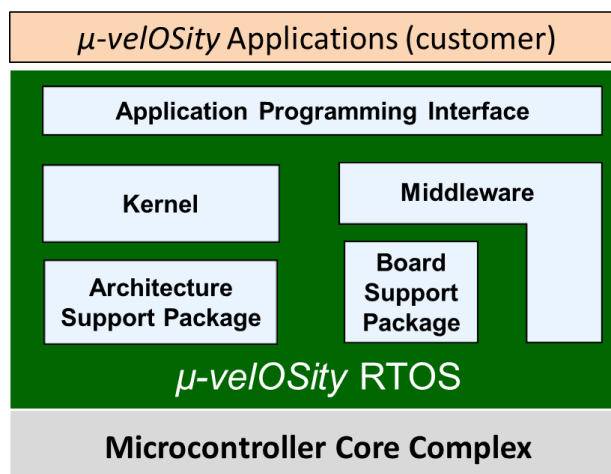 µ-velOSity Applications (customer)
Application Programming Interface
Kernel
Middleware
Architecture
Support Package
Board
Support
Package
µ-velOSity RTOS
Microcontroller Core Complex